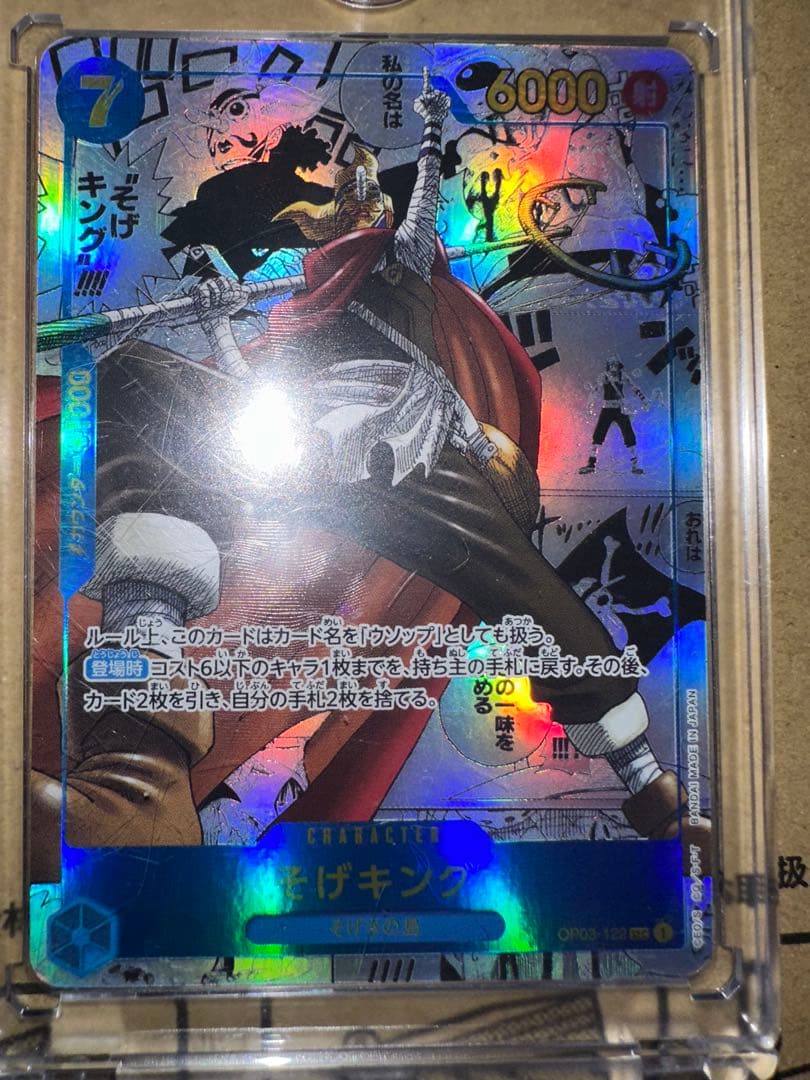 7
6000
射
私の名は
"そげ
キング"!!!!
おれは
ルール上、このカードはカード名を「ウソップ」としても扱う。
登場時 コスト6以下のキャラ1枚までを、持ち主の手札に戻す。その後、
カード2枚を引き、自分の手札2枚を捨てる。
の一味を
める
!!!
BANDAI MADE IN JAPAN
CHARACTER
そげキング
そげキの島
OP03-122 1
扱